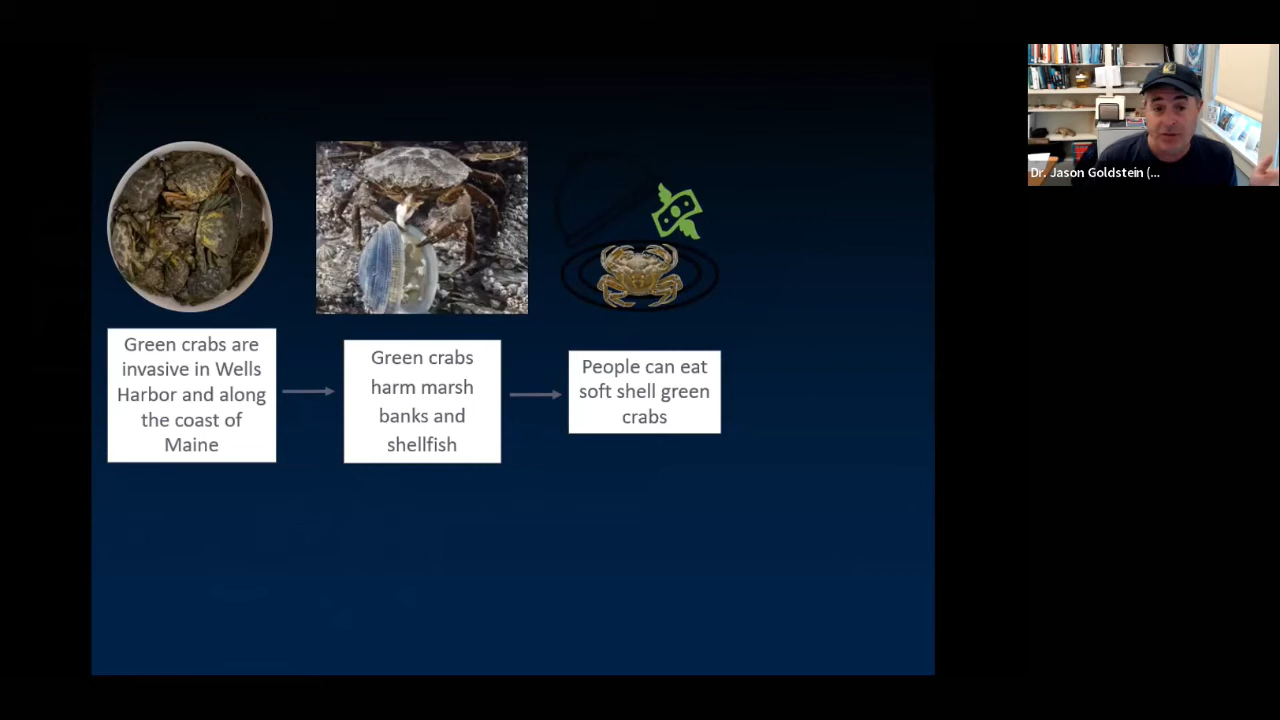 Dr. Jason Goldstein (...
Green crabs are
invasive in Wells
Harbor and along
the coast of
Maine
Green crabs
harm marsh
banks and
shellfish
People can eat
soft shell green
crabs